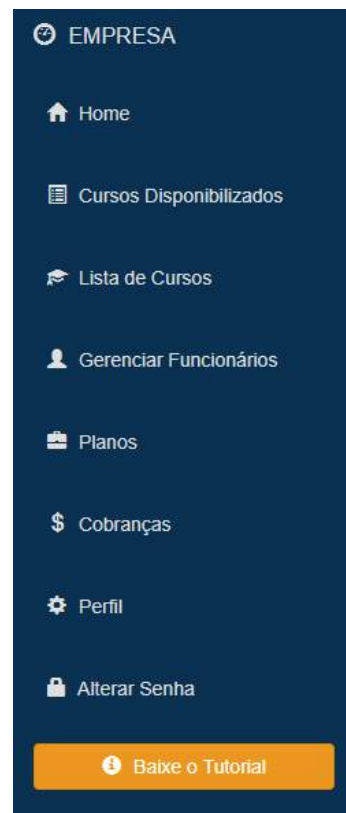 EMPRESA
Home
Cursos Disponibilizados
Lista de Cursos
Gerenciar Funcionários
Planos
$ Cobranças
Perfil
Alterar Senha
Baixe o Tutorial